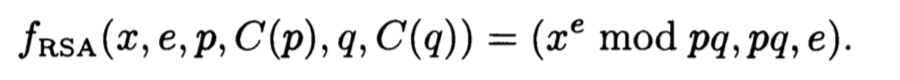 f_RSA(x, e, p, C(p), q, C(q)) = (x^e mod pq, pq, e).